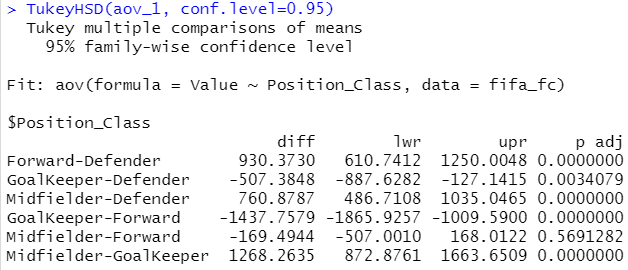 > TukeyHSD(aov_1, conf.level=0.95)
Tukey multiple comparisons of means
95% family-wise confidence level
Fit: aov(formula = Value ~ Position_Class, data = fifa_fc)
$Position_Class
diff lwr upr p adj
Forward-Defender 930.3730 610.7412 1250.0048 0.0000000
GoalKeeper-Defender -507.3848 -887.6282 -127.1415 0.0034079
Midfielder-Defender 760.8787 486.7108 1035.0465 0.0000000
GoalKeeper-Forward -1437.7579 -1865.9257 -1009.5900 0.0000000
Midfielder-Forward -169.4944 -507.0010 168.0122 0.5691282
Midfielder-GoalKeeper 1268.2635 872.8761 1663.6509 0.0000000